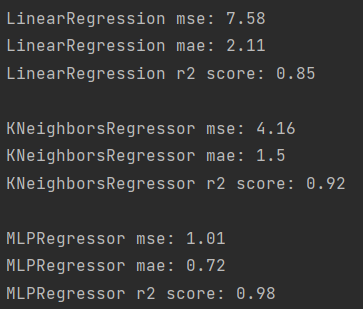 LinearRegression mse: 7.58
LinearRegression mae: 2.11
LinearRegression r2 score: 0.85
KNeighborsRegressor mse: 4.16
KNeighborsRegressor mae: 1.5
KNeighborsRegressor r2 score: 0.92
MLPRegressor mse: 1.01
MLPRegressor mae: 0.72
MLPRegressor r2 score: 0.98